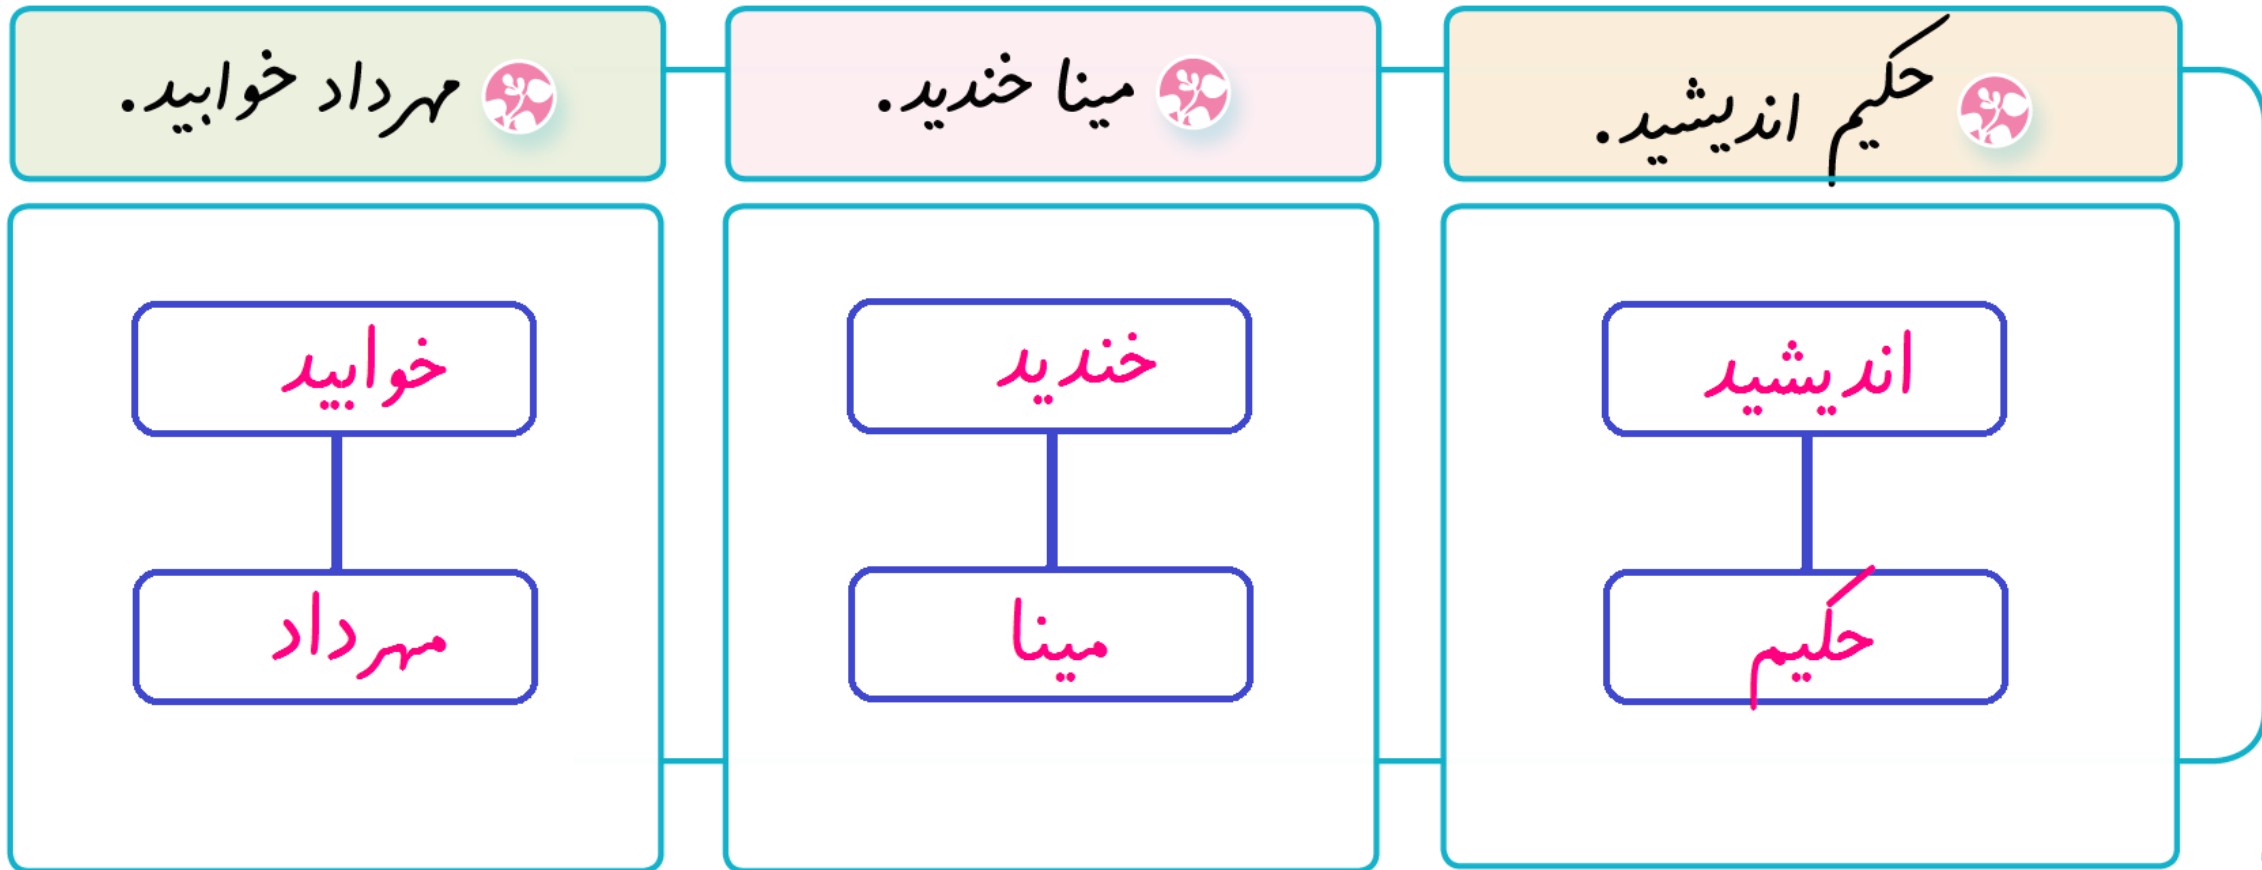 حکیم اندیشید.
مینا خندید.
مهرداد خوابید.
اندیشید
حکیم
خندید
مینا
خوابید
مهرداد